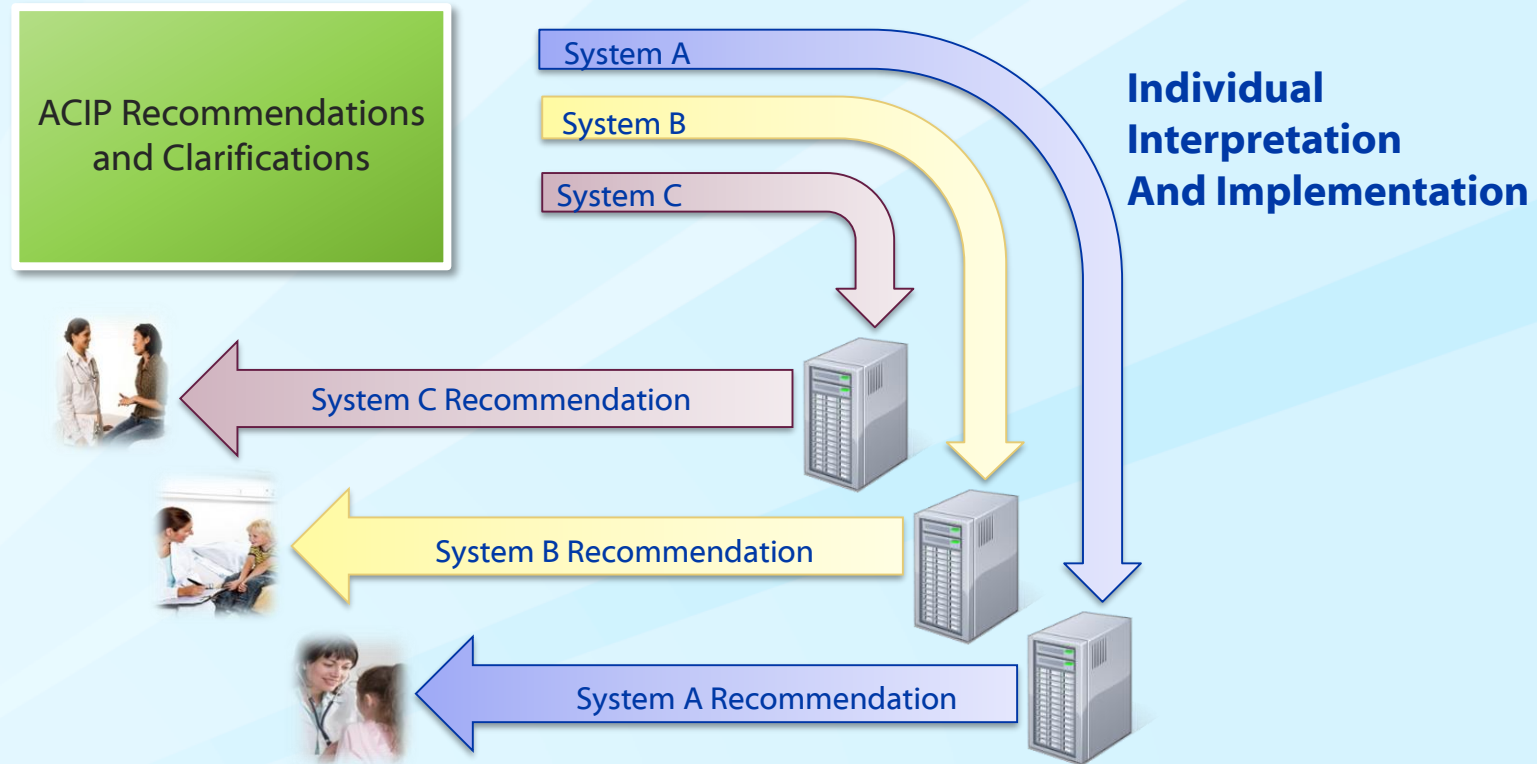 ACIP Recommendations
and Clarifications
System A
System B
System C
Individual
Interpretation
And Implementation
System C Recommendation
System B Recommendation
System A Recommendation